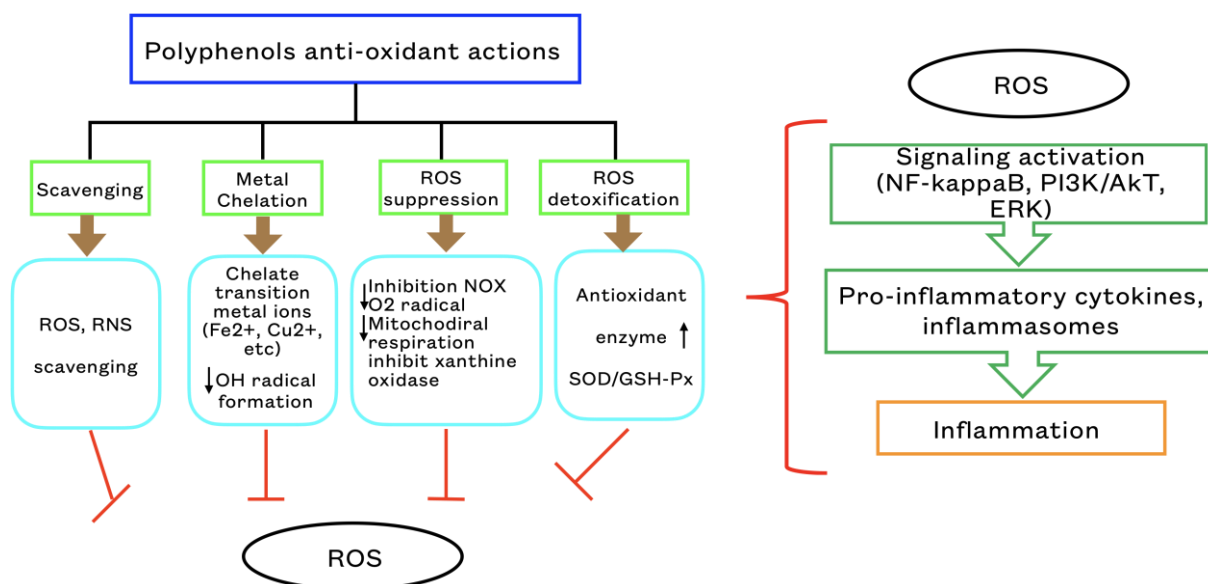 Polyphenols anti-oxidant actions
Scavenging
Metal
Chelation
ROS
suppression
ROS
detoxification
ROS, RNS
scavenging
Chelate
transition
metal ions
(Fe2+, Cu2+,
etc)
↓OH radical
formation
Inhibition NOX
↓O2 radical
↓Mitochodiral
respiration
inhibit xanthine
oxidase
Antioxidant
enzyme ↑
SOD/GSH-Px
ROS
ROS
Signaling activation
(NF-kappaB, PI3K/AkT,
ERK)
Pro-inflammatory cytokines,
inflammasomes
Inflammation